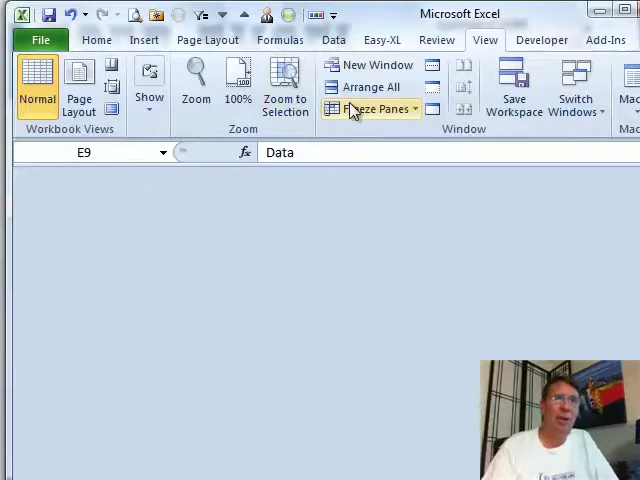 Microsoft Excel
File Home Insert Page Layout Formulas Data Easy-XL Review View Developer Add-Ins
Normal Page Layout Show Zoom 100% Zoom to Selection New Window Arrange All Freeze Panes Save Workspace Switch Windows
Workbook Views Zoom Window
E9 fx Data